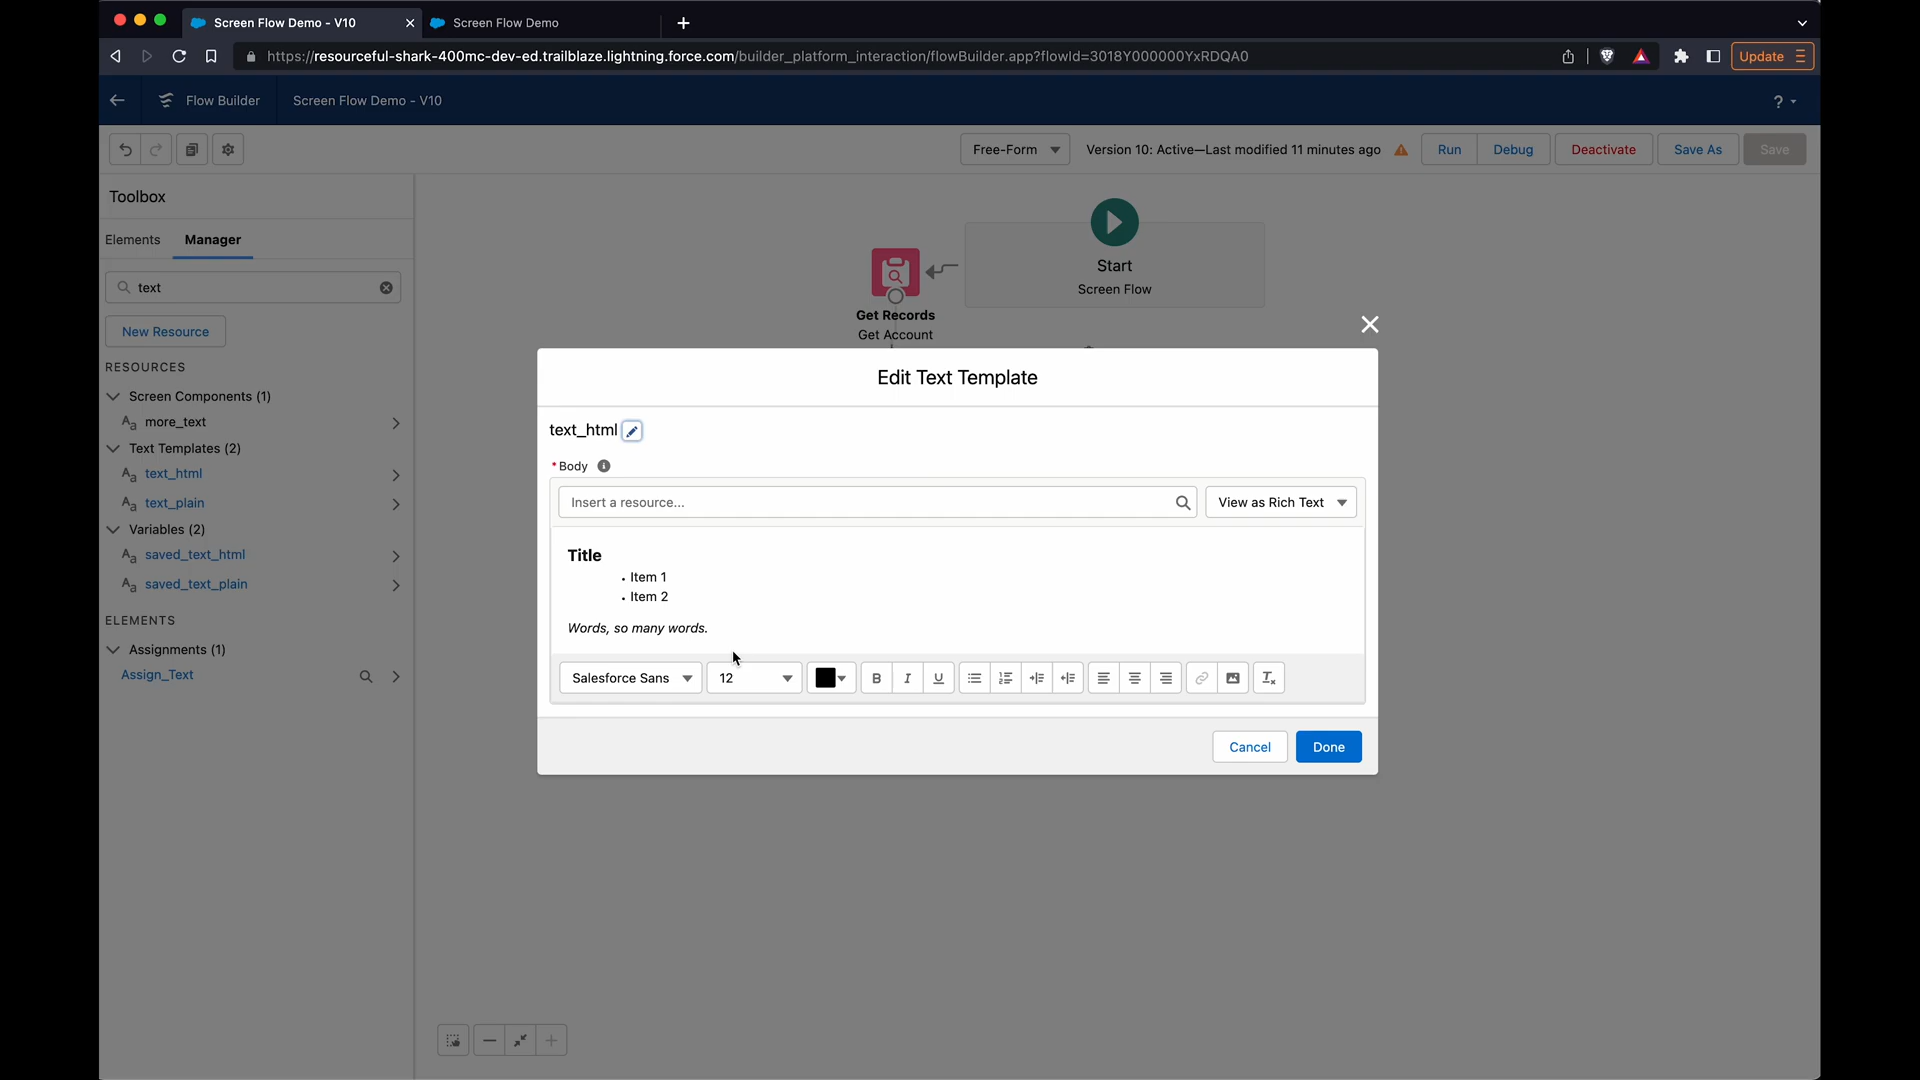 Screen Flow Demo - V10
Screen Flow Demo
https://resourceful-shark-400mc-dev-ed.trailblaze.lightning.force.com/builder_platform_interaction/flowBuilder.app?flowId=3018Y000000YxRDQA0
Update
Flow Builder
Screen Flow Demo - V10
?
Free-Form
Version 10: Active—Last modified 11 minutes ago
Run
Debug
Deactivate
Save As
Save
Toolbox
Elements
Manager
text
New Resource
RESOURCES
Screen Components (1)
Aa more_text
Text Templates (2)
Aa text_html
Aa text_plain
Variables (2)
Aa saved_text_html
Aa saved_text_plain
ELEMENTS
Assignments (1)
Assign_Text
Start
Screen Flow
Get Records
Get Account
Edit Text Template
text_html
* Body
Insert a resource...
View as Rich Text
Title
• Item 1
• Item 2
Words, so many words.
Salesforce Sans
12
B
I
U
Cancel
Done